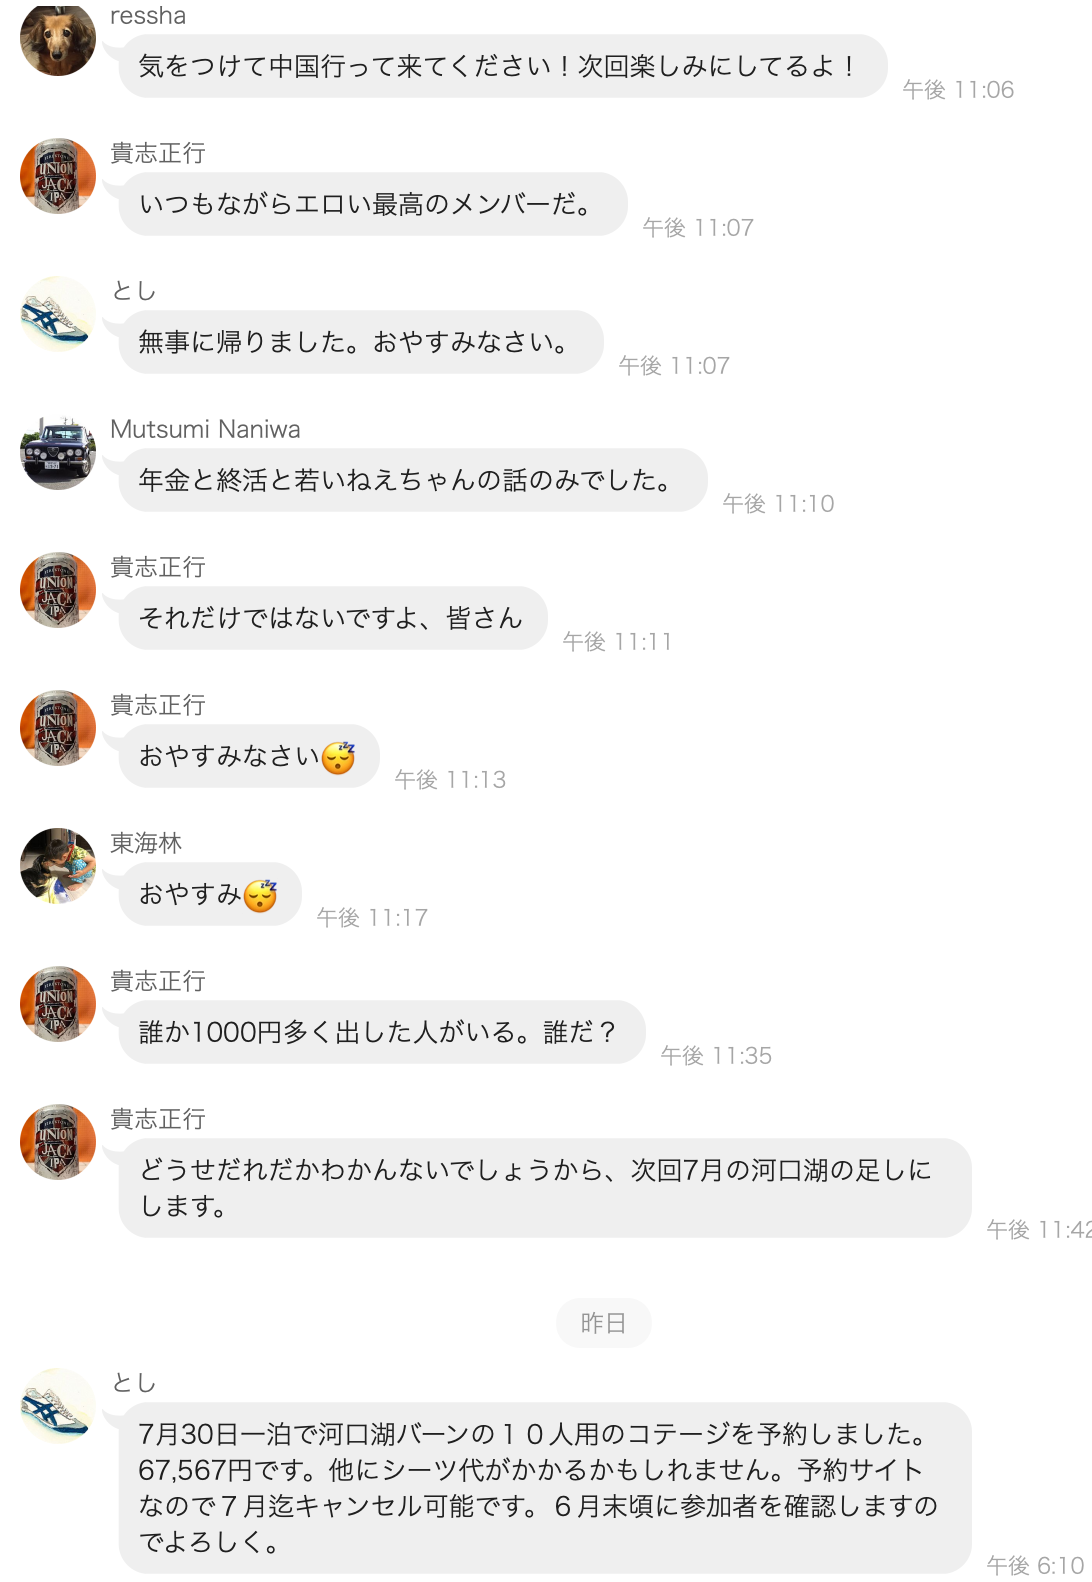 ressha
気をつけて中国行って来てください！次回楽しみにしてるよ！
午後 11:06
貴志正行
UNION
JACK
IPA
いつもながらエロい最高のメンバーだ。
午後 11:07
とし
無事に帰りました。おやすみなさい。
午後 11:07
Mutsumi Naniwa
年金と終活と若いねえちゃんの話のみでした。
午後 11:10
貴志正行
UNION
JACK
IPA
それだけではないですよ、皆さん
午後 11:11
貴志正行
UNION
JACK
IPA
おやすみなさい😴
午後 11:13
東海林
おやすみ😴
午後 11:17
貴志正行
UNION
JACK
IPA
誰か1000円多く出した人がいる。誰だ？
午後 11:35
貴志正行
UNION
JACK
IPA
どうせだれだかわかんないでしょうから、次回7月の河口湖の足しに
します。
午後 11:42
昨日
とし
7月30日一泊で河口湖バーンの１０人用のコテージを予約しました。
67,567円です。他にシーツ代がかかるかもしれません。予約サイト
なので７月迄キャンセル可能です。６月末頃に参加者を確認しますの
でよろしく。
午後 6:10